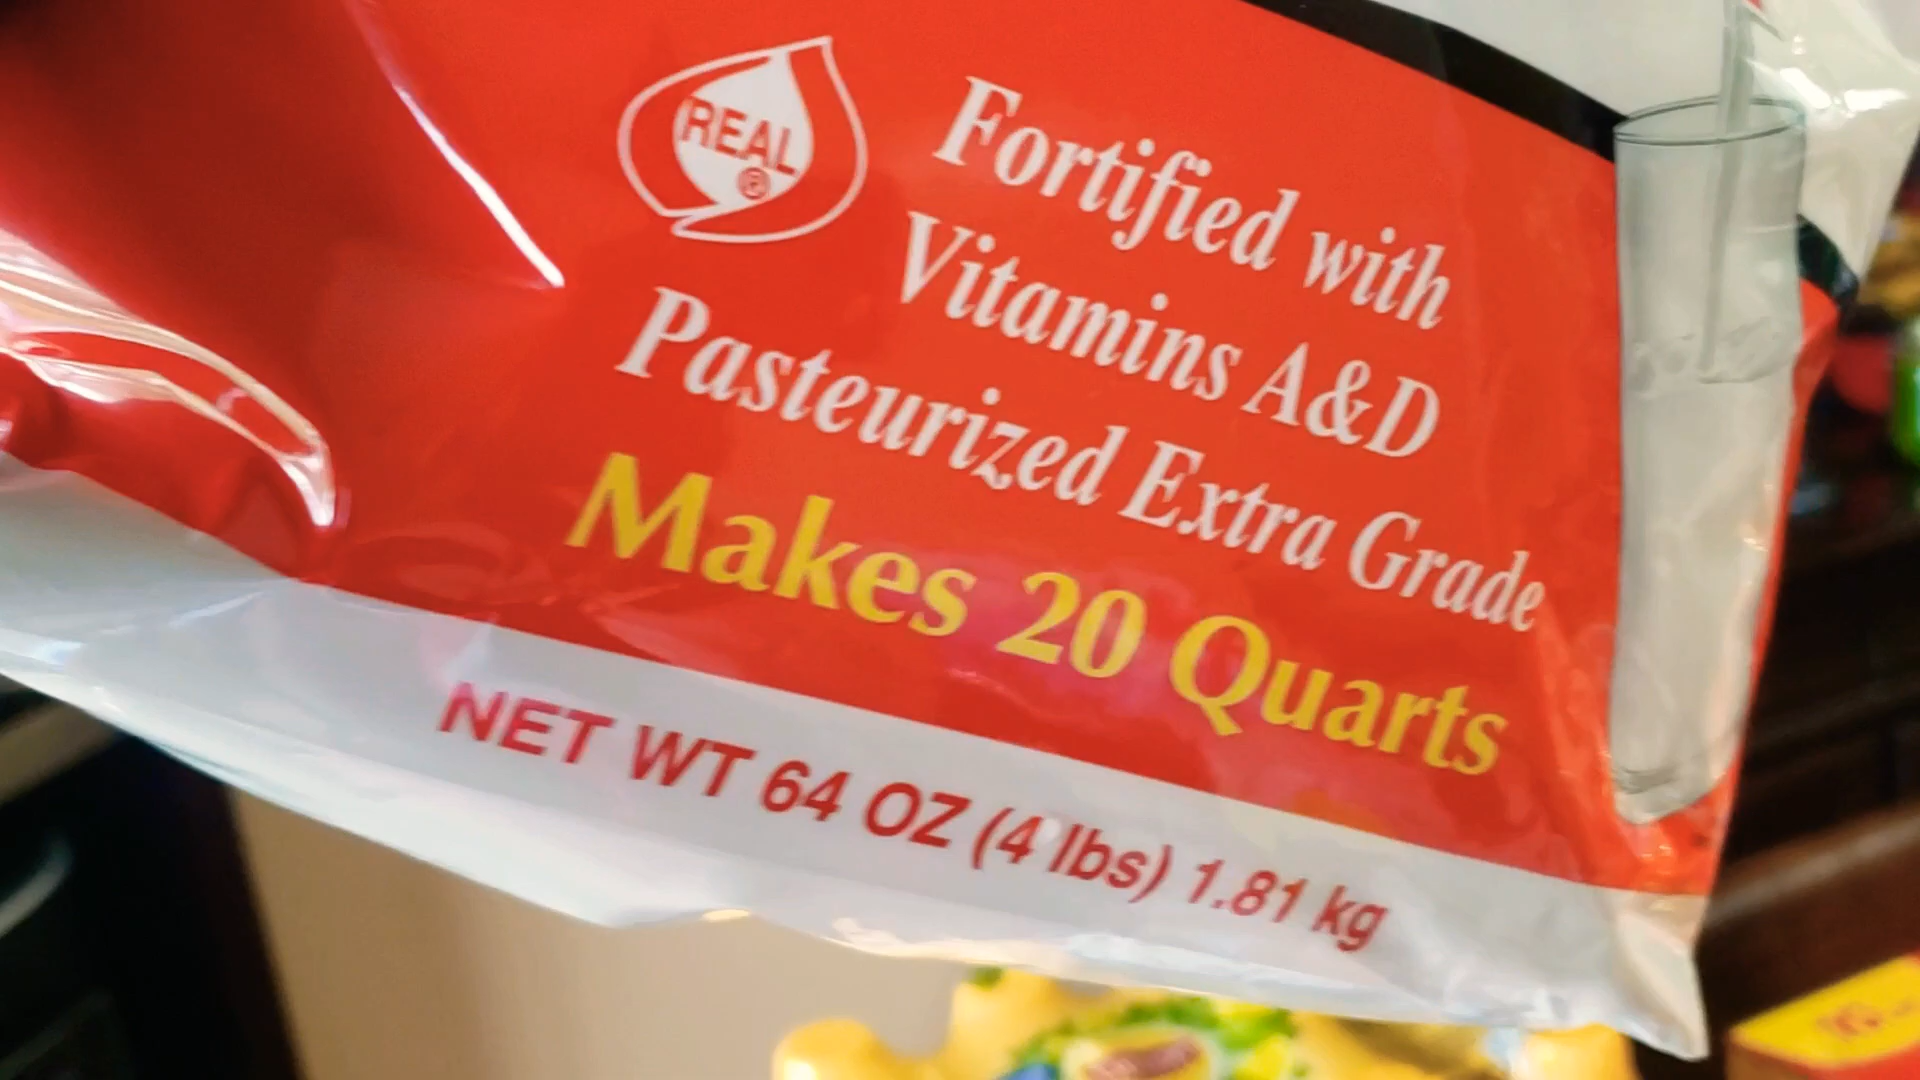 REAL
®
Fortified with
Vitamins A&D
Pasteurized Extra Grade
Makes 20 Quarts
NET WT 64 OZ (4 lbs) 1.81 kg